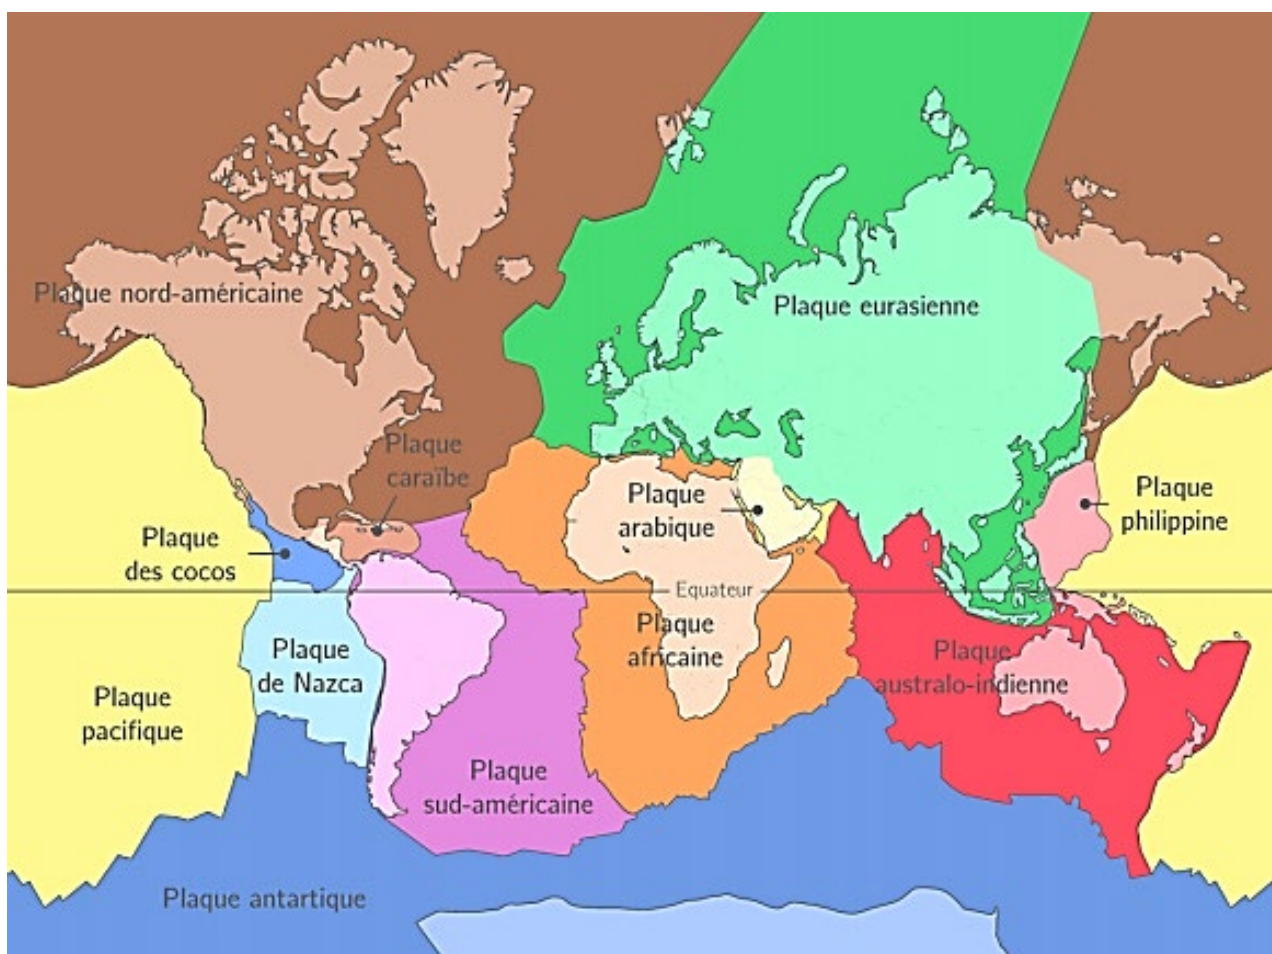 Plaque nord-américaine
Plaque eurasienne
Plaque
caraïbe
Plaque
arabique
Plaque
philippine
Plaque
des cocos
Equateur
Plaque
africaine
Plaque
de Nazca
Plaque
australo-indienne
Plaque
pacifique
Plaque
sud-américaine
Plaque antartique